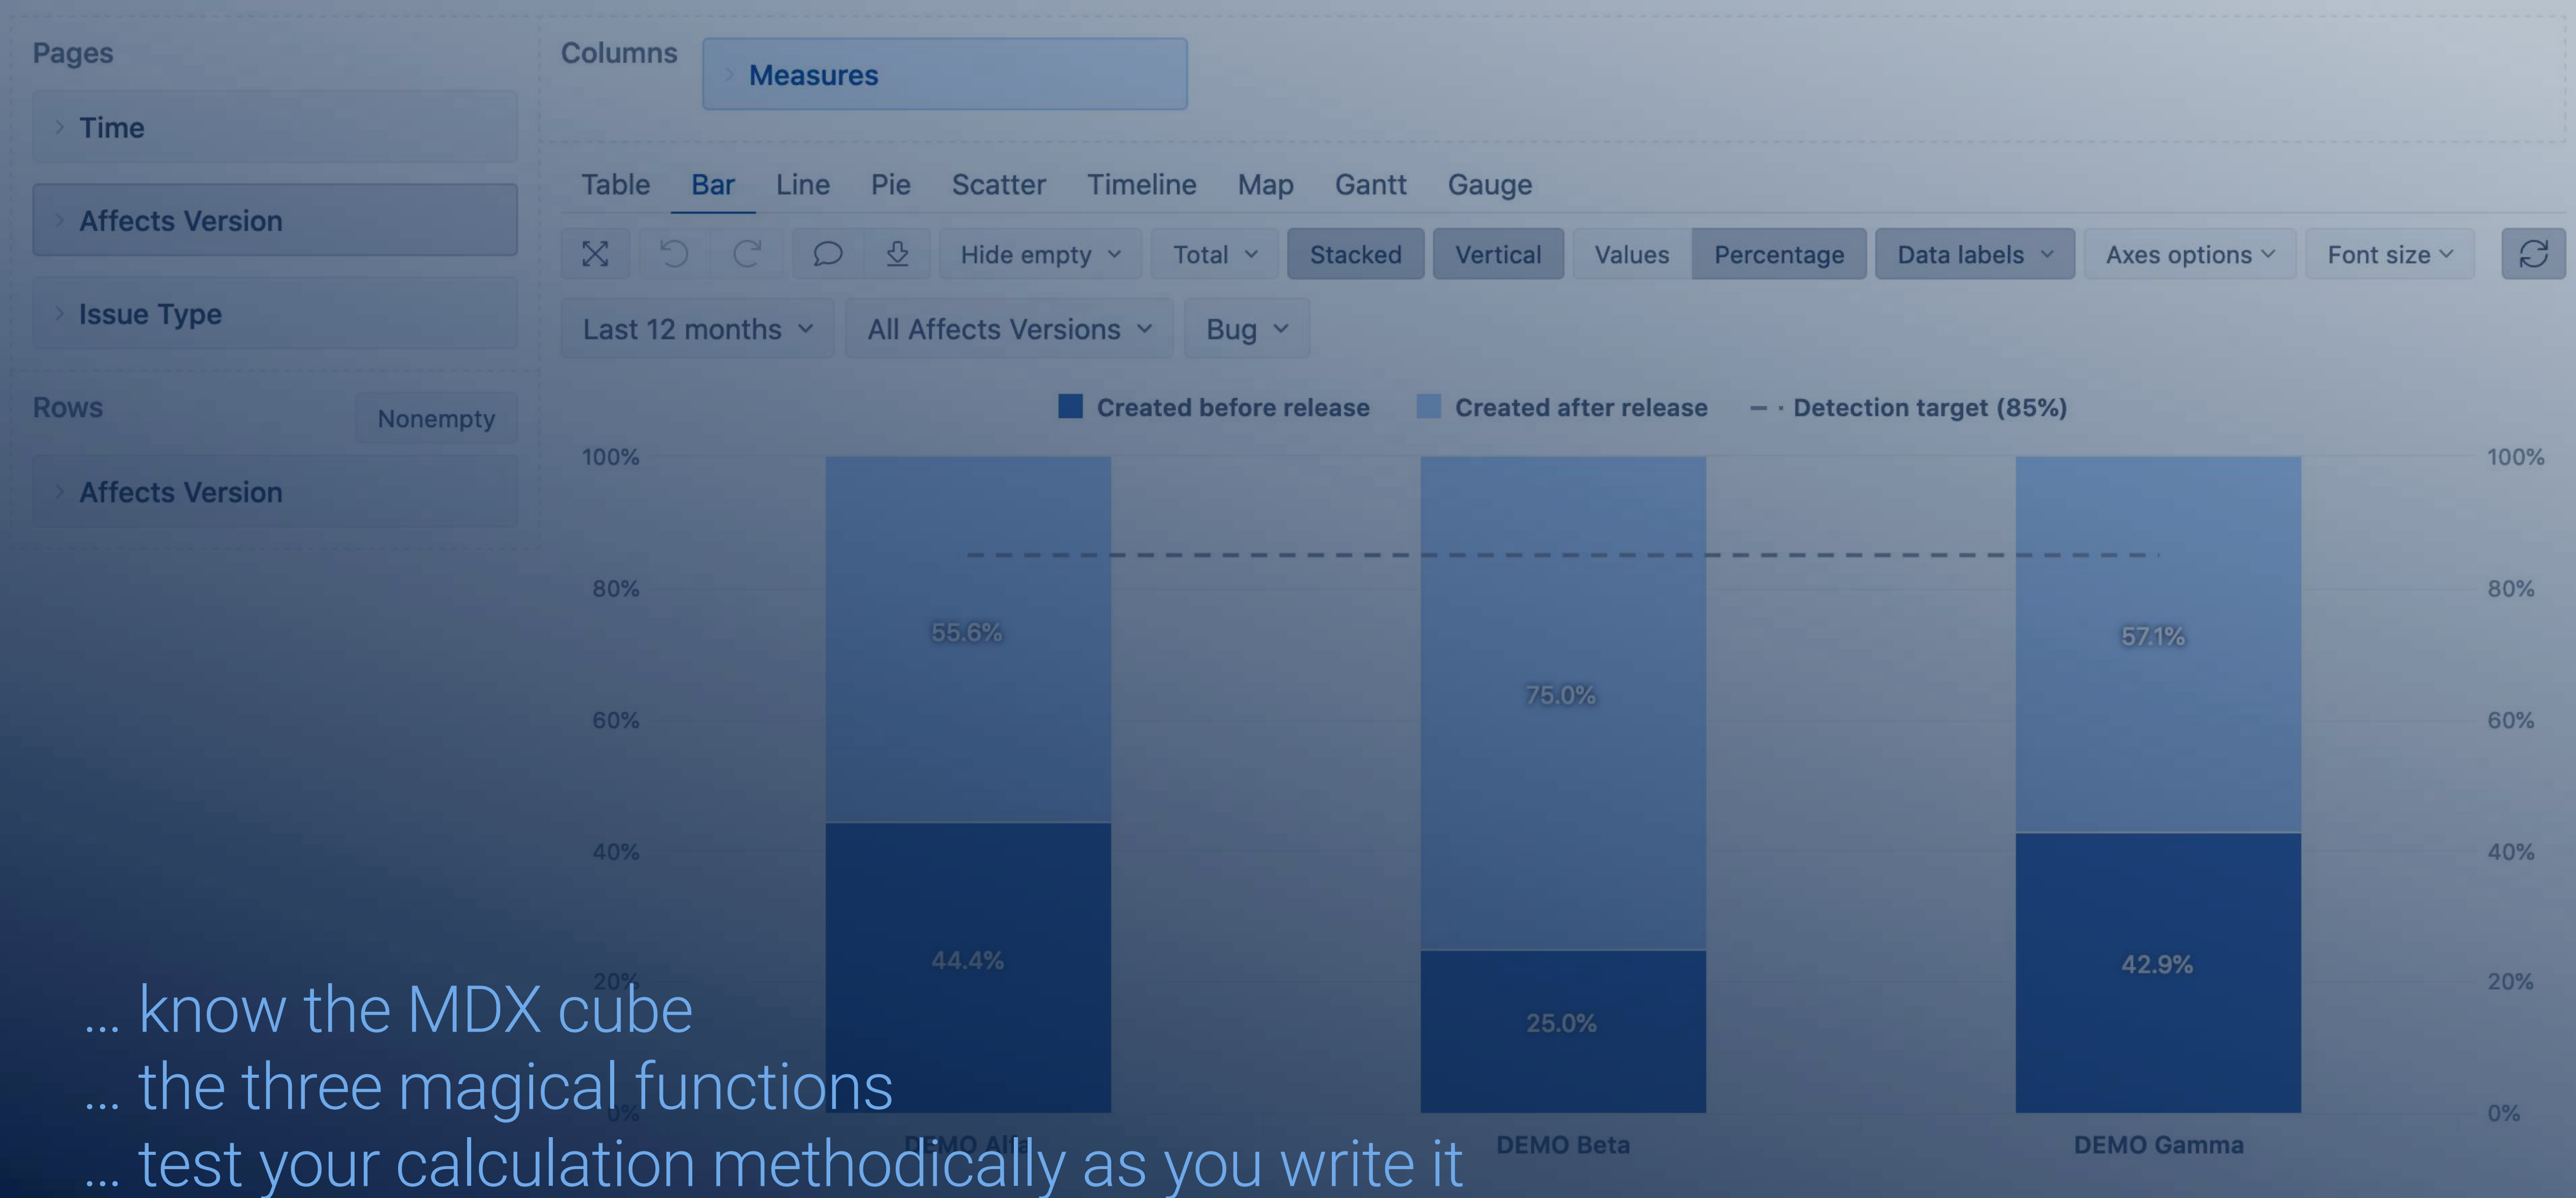 Pages
Time
Affects Version
Issue Type
Rows
Nonempty
Affects Version
Columns
Measures
Table Bar Line Pie Scatter Timeline Map Gantt Gauge
Hide empty Total Stacked Vertical Values Percentage Data labels Axes options Font size
Last 12 months All Affects Versions Bug
Created before release Created after release Detection target (85%)
100% 100%
80% 80%
55.6% 57.1%
75.0%
60% 60%
40% 40%
44.4% 42.9%
20% 20%
25.0%
0% 0%
DEMO Alfa DEMO Beta DEMO Gamma
... know the MDX cube
... the three magical functions
... test your calculation methodically as you write it